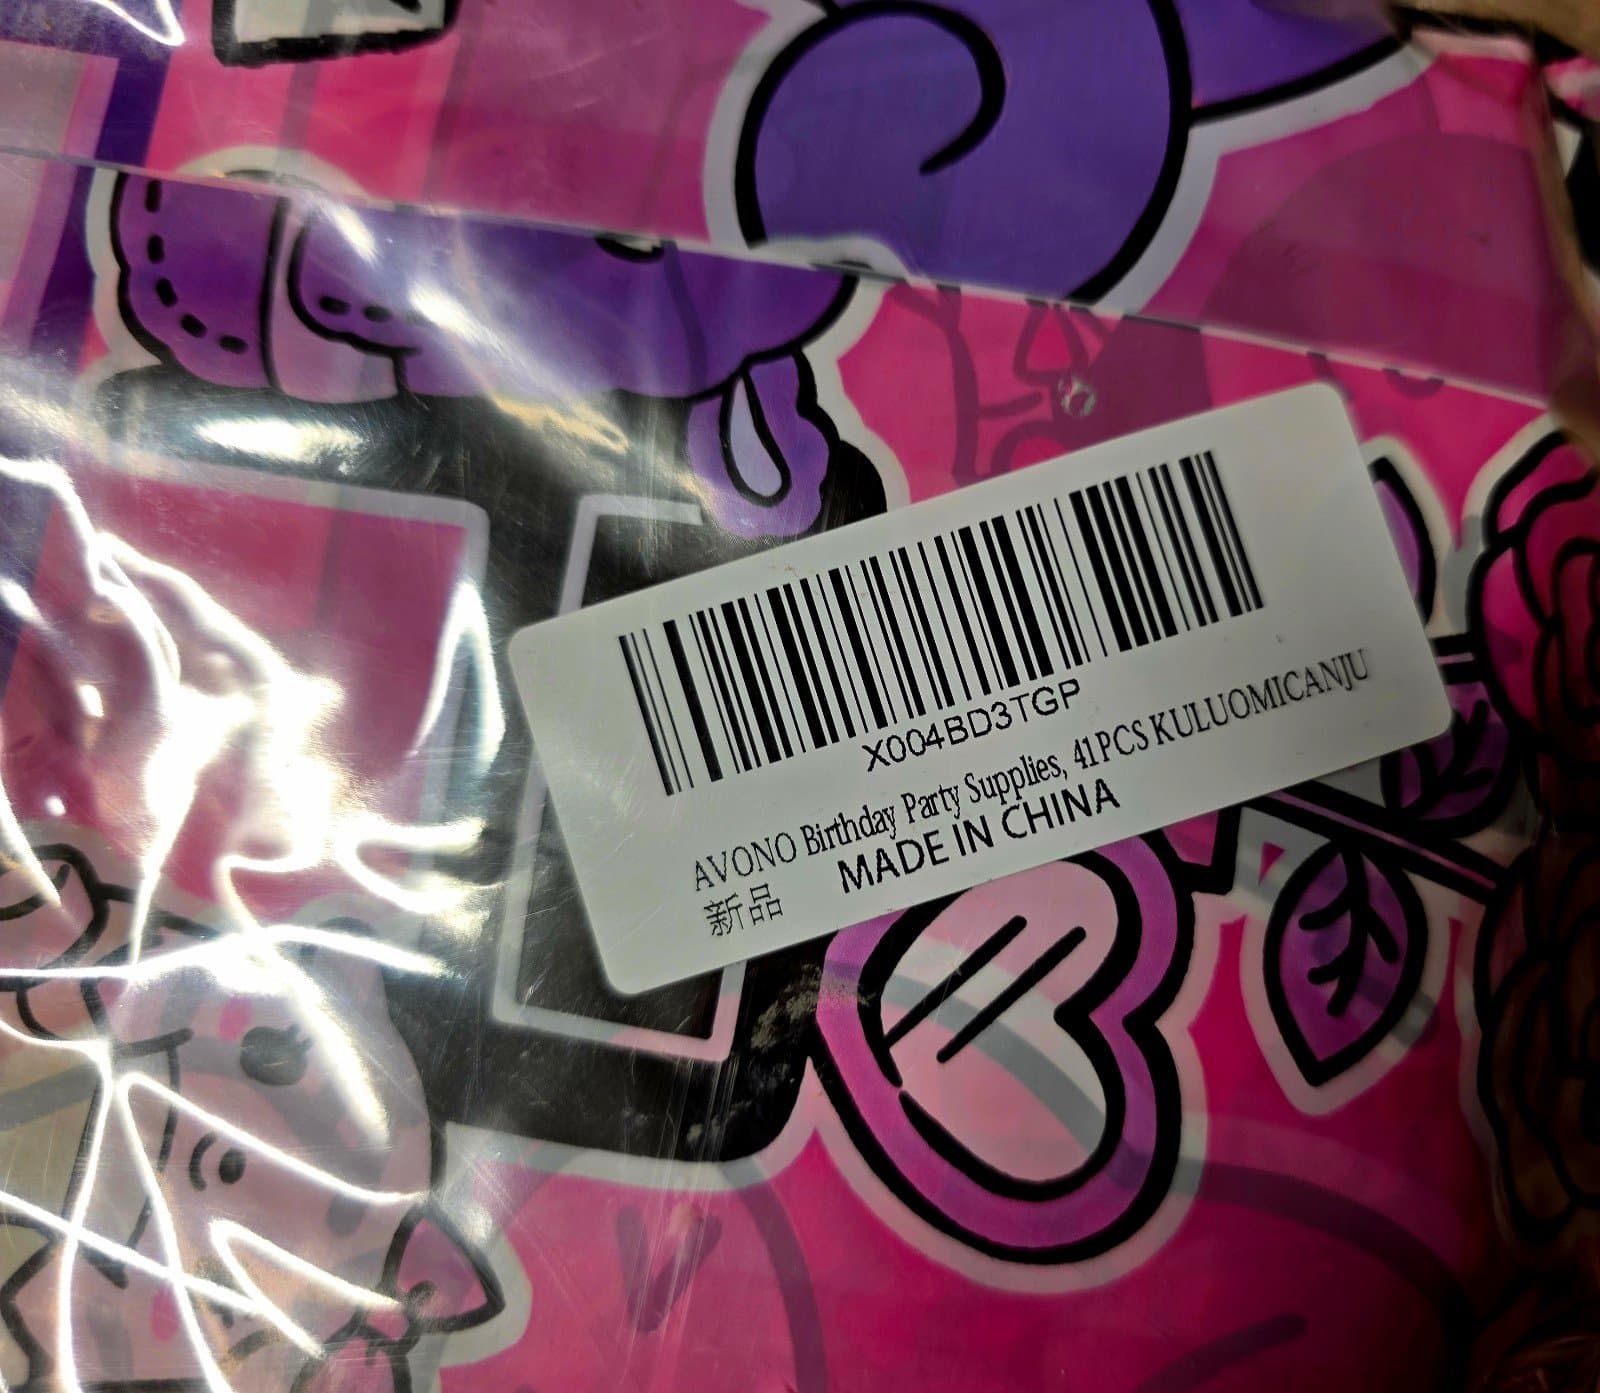 X004BD3TGP
AVONO Birthday Party Supplies, 41PCS KULUOMICANJU
新品 MADE IN CHINA